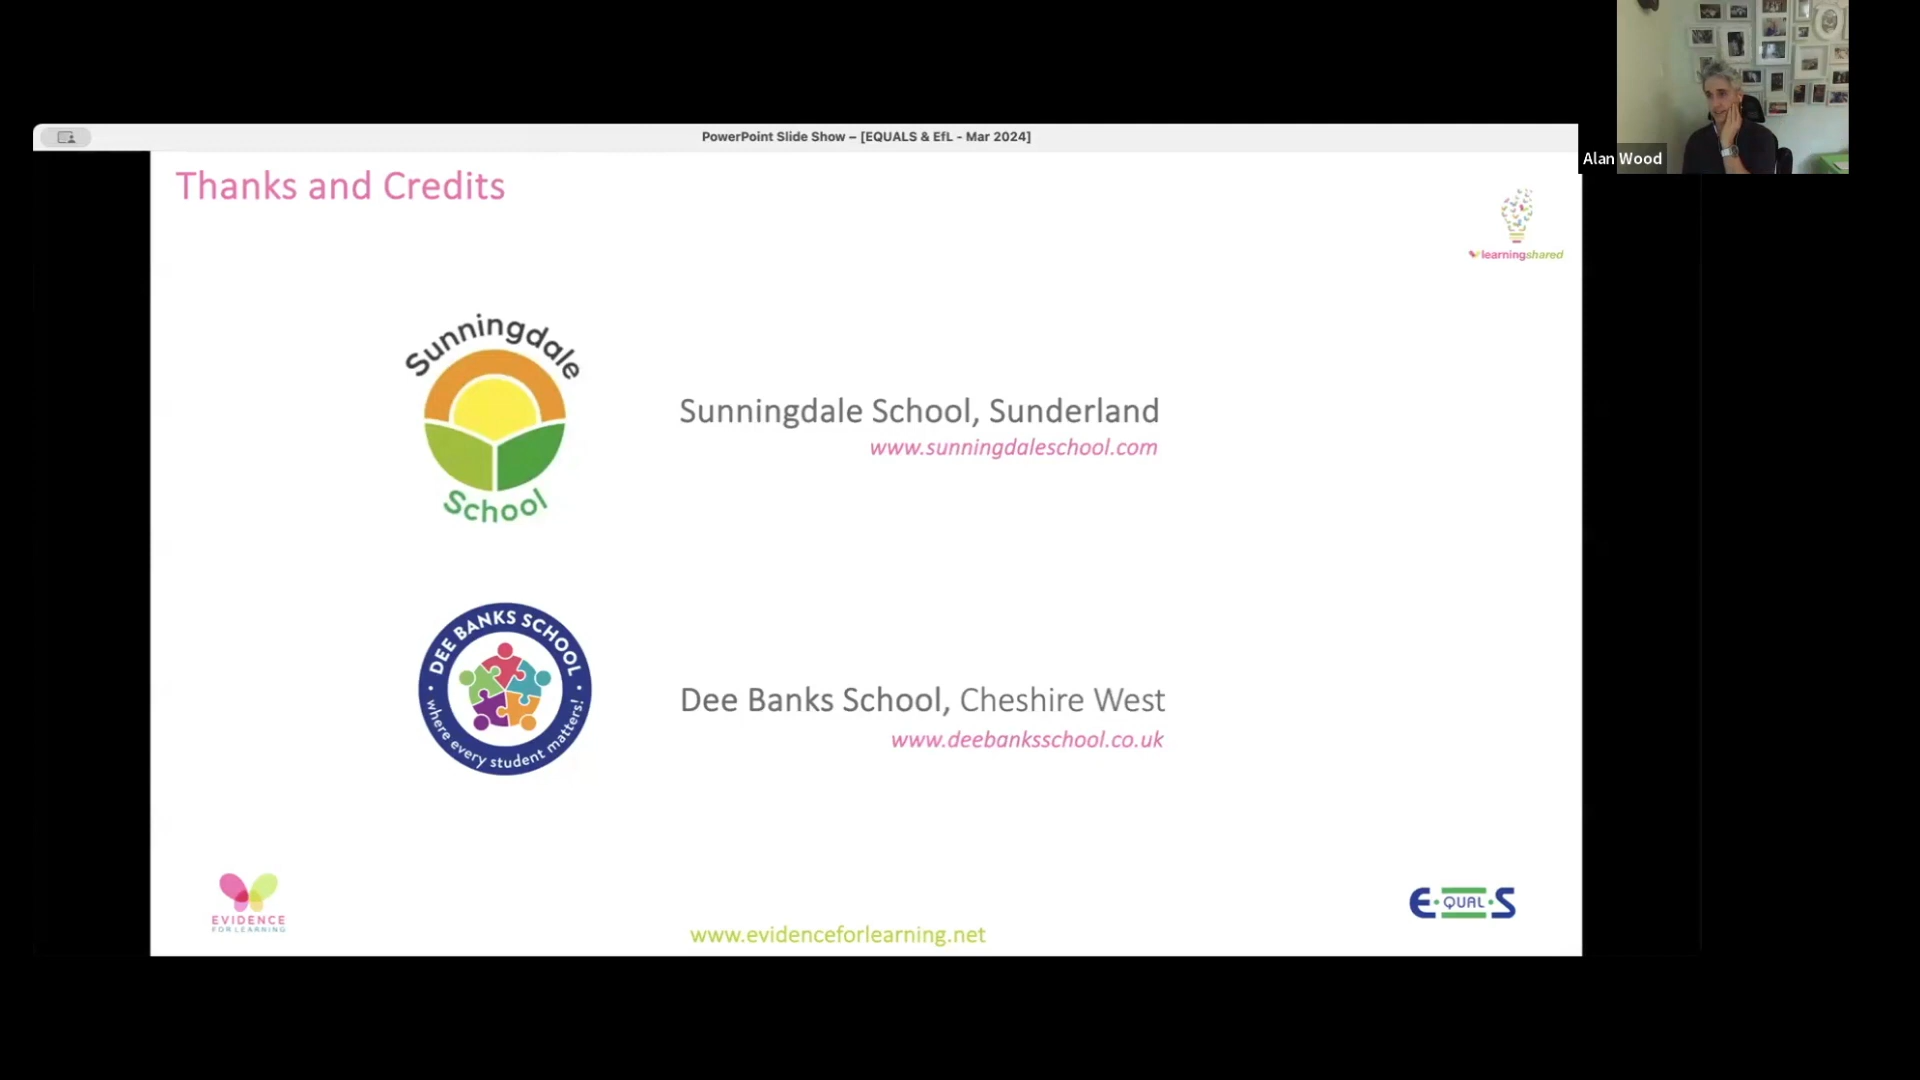 PowerPoint Slide Show – [EQUALS & EfL - Mar 2024]
Alan Wood
Thanks and Credits
learningshared
Sunningdale
School
Sunningdale School, Sunderland
www.sunningdaleschool.com
DEE BANKS SCHOOL
• where every student matters! •
Dee Banks School, Cheshire West
www.deebanksschool.co.uk
EVIDENCE
FOR LEARNING
www.evidenceforlearning.net
E•QUAL•S